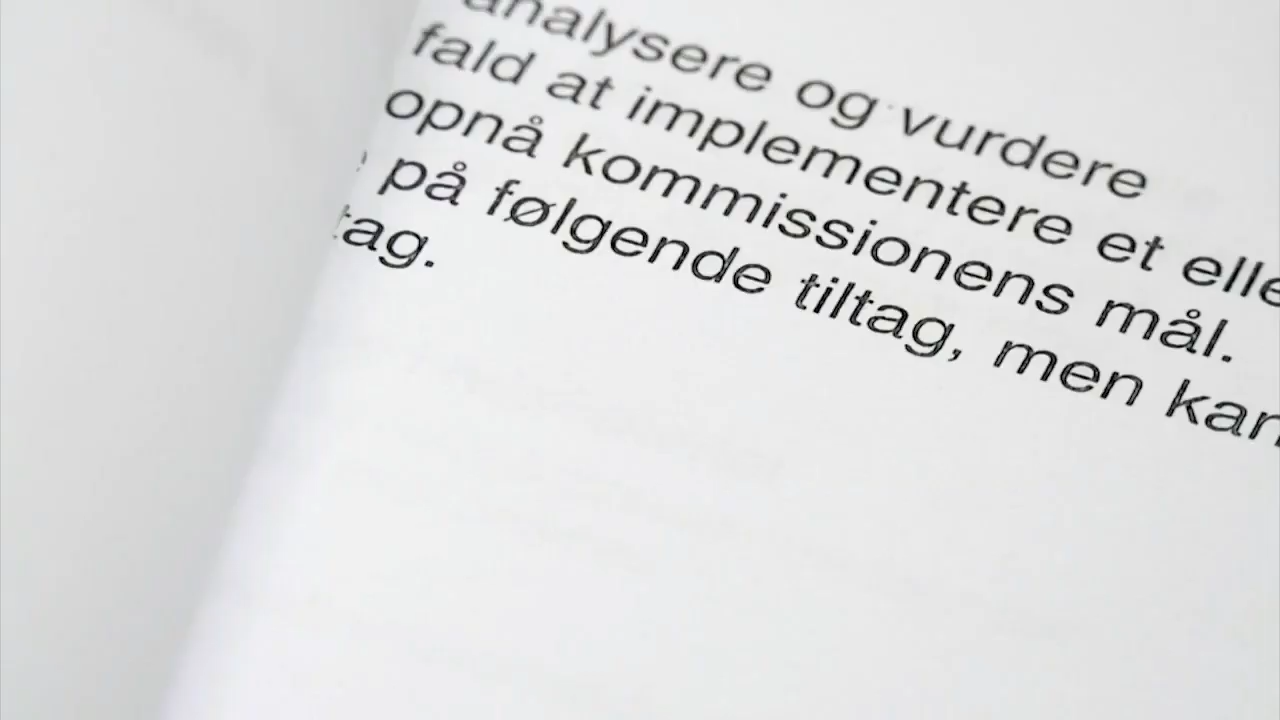 analysere og vurdere
fald at implementere et elle
opnå kommissionens mål.
på følgende tiltag, men kan
tag.